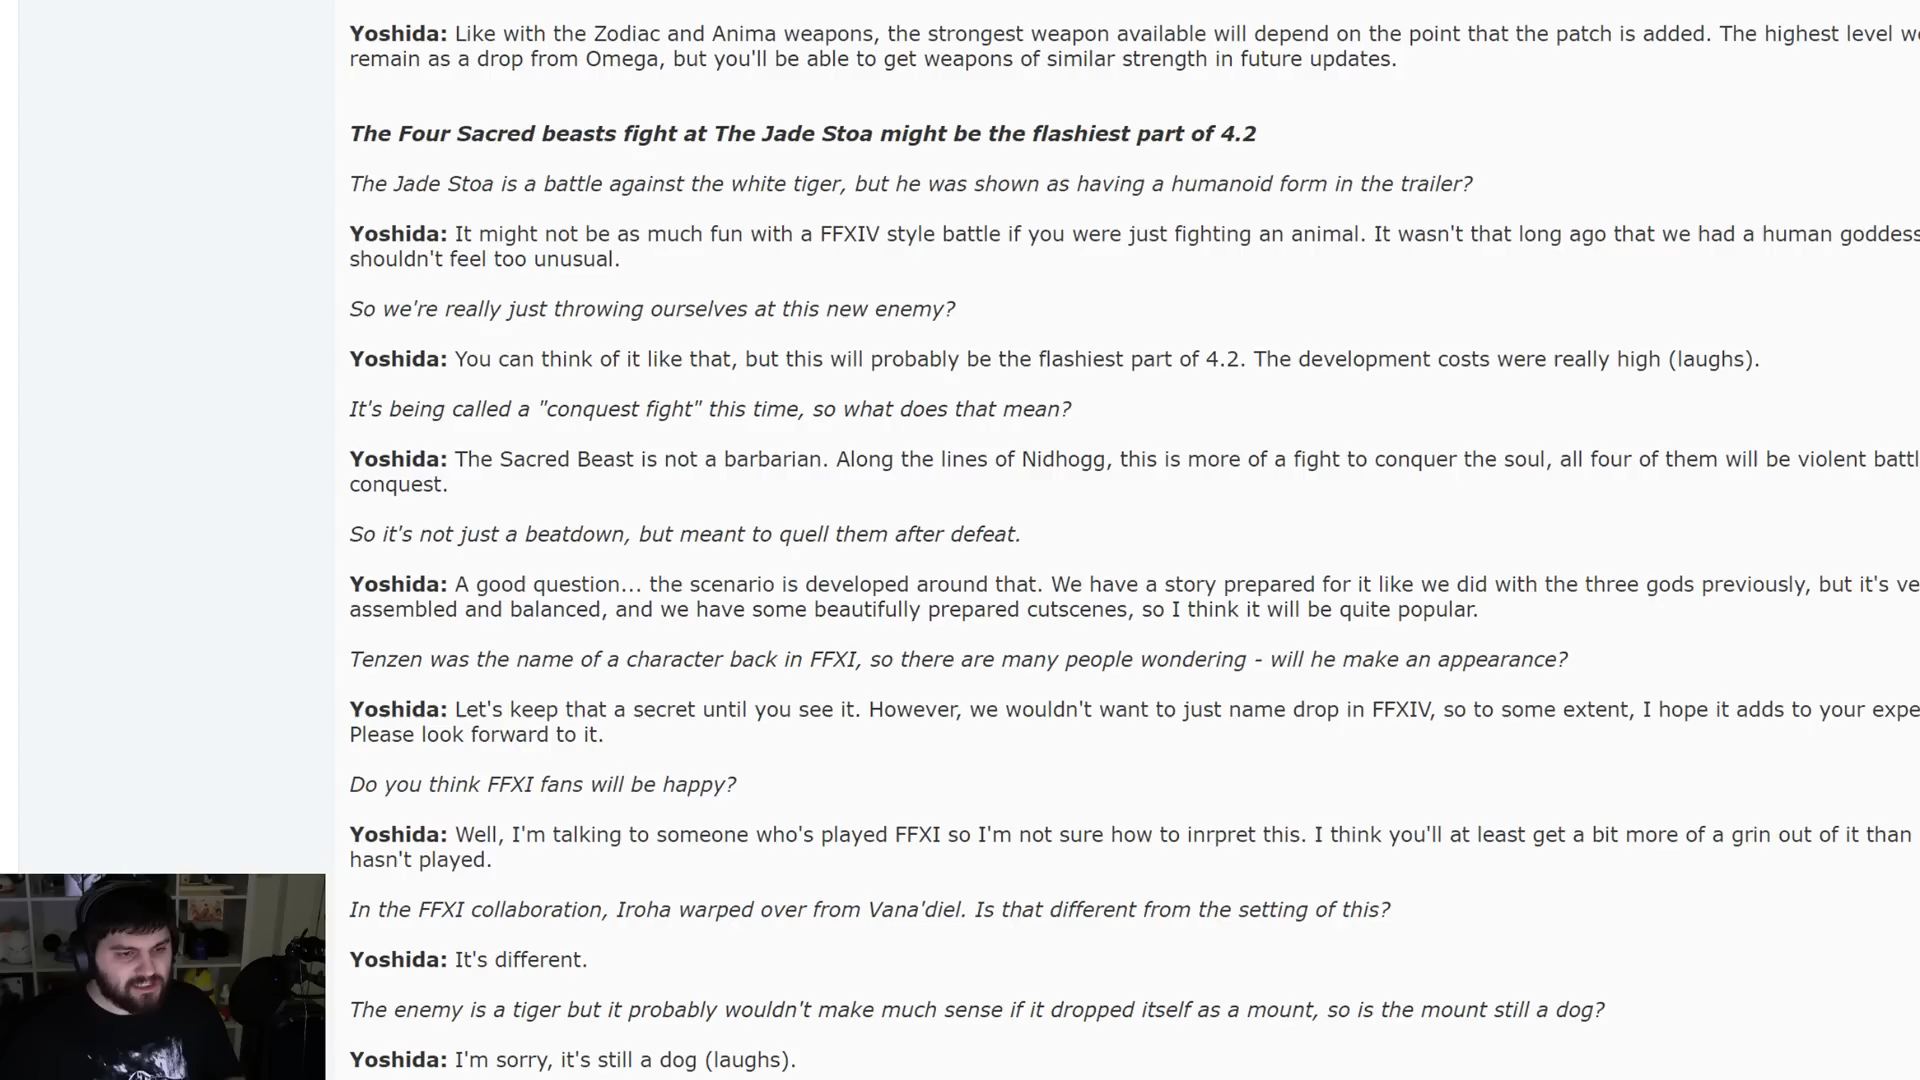 Yoshida: Like with the Zodiac and Anima weapons, the strongest weapon available will depend on the point that the patch is added. The highest level
remain as a drop from Omega, but you'll be able to get weapons of similar strength in future updates.
The Four Sacred beasts fight at The Jade Stoa might be the flashiest part of 4.2
The Jade Stoa is a battle against the white tiger, but he was shown as having a humanoid form in the trailer?
Yoshida: It might not be as much fun with a FFXIV style battle if you were just fighting an animal. It wasn't that long ago that we had a human goddess
shouldn't feel too unusual.
So we're really just throwing ourselves at this new enemy?
Yoshida: You can think of it like that, but this will probably be the flashiest part of 4.2. The development costs were really high (laughs).
It's being called a "conquest fight" this time, so what does that mean?
Yoshida: The Sacred Beast is not a barbarian. Along the lines of Nidhogg, this is more of a fight to conquer the soul, all four of them will be violent
conquest.
So it's not just a beatdown, but meant to quell them after defeat.
Yoshida: A good question... the scenario is developed around that. We have a story prepared for it like we did with the three gods previously, but it's
assembled and balanced, and we have some beautifully prepared cutscenes, so I think it will be quite popular.
Tenzen was the name of a character back in FFXI, so there are many people wondering - will he make an appearance?
Yoshida: Let's keep that a secret until you see it. However, we wouldn't want to just name drop in FFXIV, so to some extent, I hope it adds to your
Please look forward to it.
Do you think FFXI fans will be happy?
Yoshida: Well, I'm talking to someone who's played FFXI so I'm not sure how to inrpret this. I think you'll at least get a bit more of a grin out of it than
hasn't played.
In the FFXI collaboration, Iroha warped over from Vana'diel. Is that different from the setting of this?
Yoshida: It's different.
The enemy is a tiger but it probably wouldn't make much sense if it dropped itself as a mount, so is the mount still a dog?
Yoshida: I'm sorry, it's still a dog (laughs).